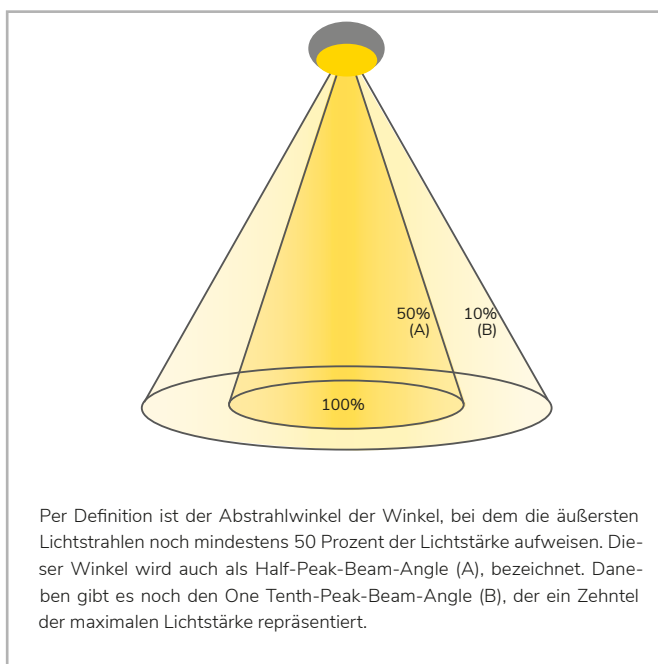 50% 10%
(A) (B)
100%
Per Definition ist der Abstrahlwinkel der Winkel, bei dem die äußersten
Lichtstrahlen noch mindestens 50 Prozent der Lichtstärke aufweisen. Die-
ser Winkel wird auch als Half-Peak-Beam-Angle (A), bezeichnet. Dane-
ben gibt es noch den One Tenth-Peak-Beam-Angle (B), der ein Zehntel
der maximalen Lichtstärke repräsentiert.